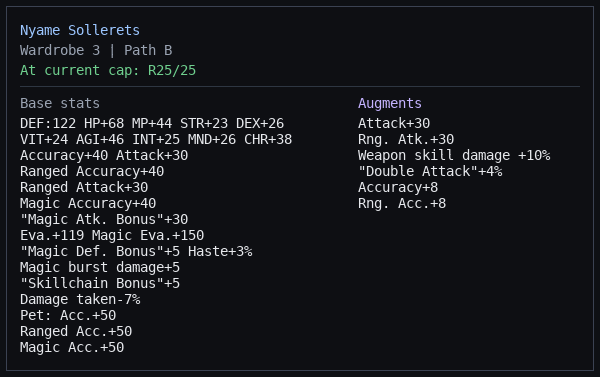 Nyame Sollerets
Wardrobe 3 | Path B
At current cap: R25/25
Base stats
DEF:122 HP+68 MP+44 STR+23 DEX+26
VIT+24 AGI+46 INT+25 MND+26 CHR+38
Accuracy+40 Attack+30
Ranged Accuracy+40
Ranged Attack+30
Magic Accuracy+40
"Magic Atk. Bonus"+30
Eva.+119 Magic Eva.+150
"Magic Def. Bonus"+5 Haste+3%
Magic burst damage+5
"Skillchain Bonus"+5
Damage taken-7%
Pet: Acc.+50
Ranged Acc.+50
Magic Acc.+50
Augments
Attack+30
Rng. Atk.+30
Weapon skill damage +10%
"Double Attack"+4%
Accuracy+8
Rng. Acc.+8